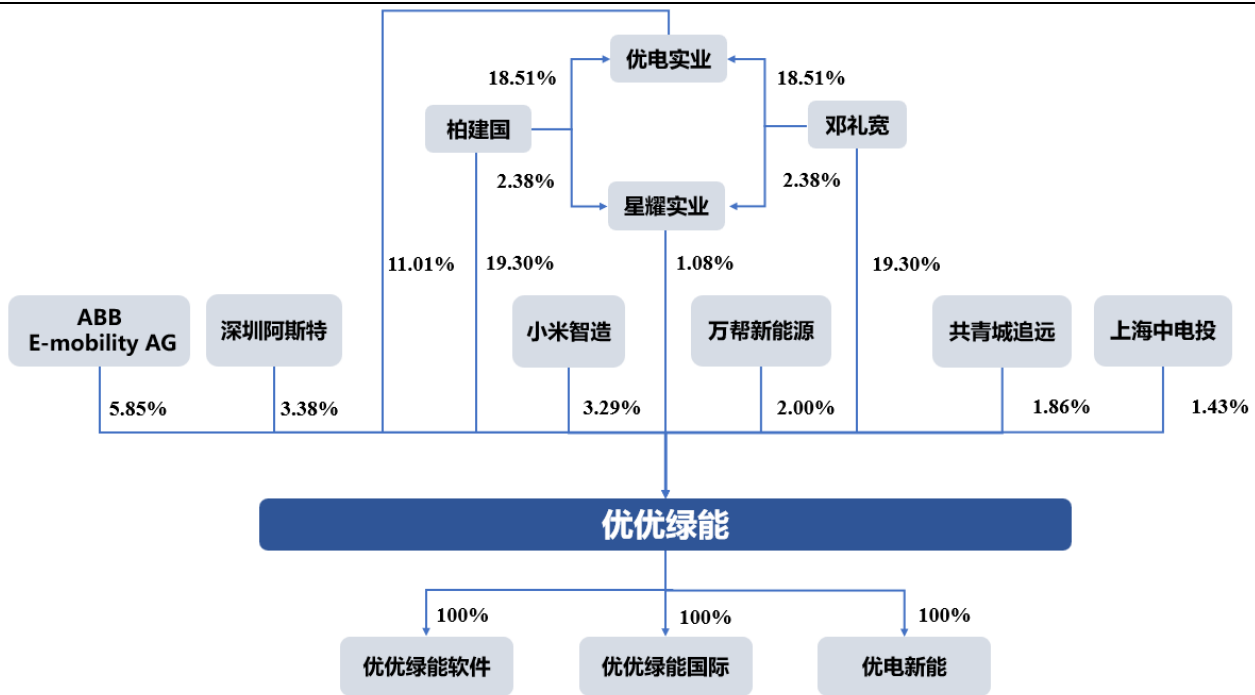 优电实业
18.51%
18.51%
柏建国
邓礼宽
2.38%
2.38%
星耀实业
11.01%
19.30%
1.08%
19.30%
ABB
E-mobility AG
深圳阿斯特
小米智造
万帮新能源
共青城追远
上海中电投
5.85%
3.38%
3.29%
2.00%
1.86%
1.43%
优优绿能
100%
100%
100%
优优绿能软件
优优绿能国际
优电新能